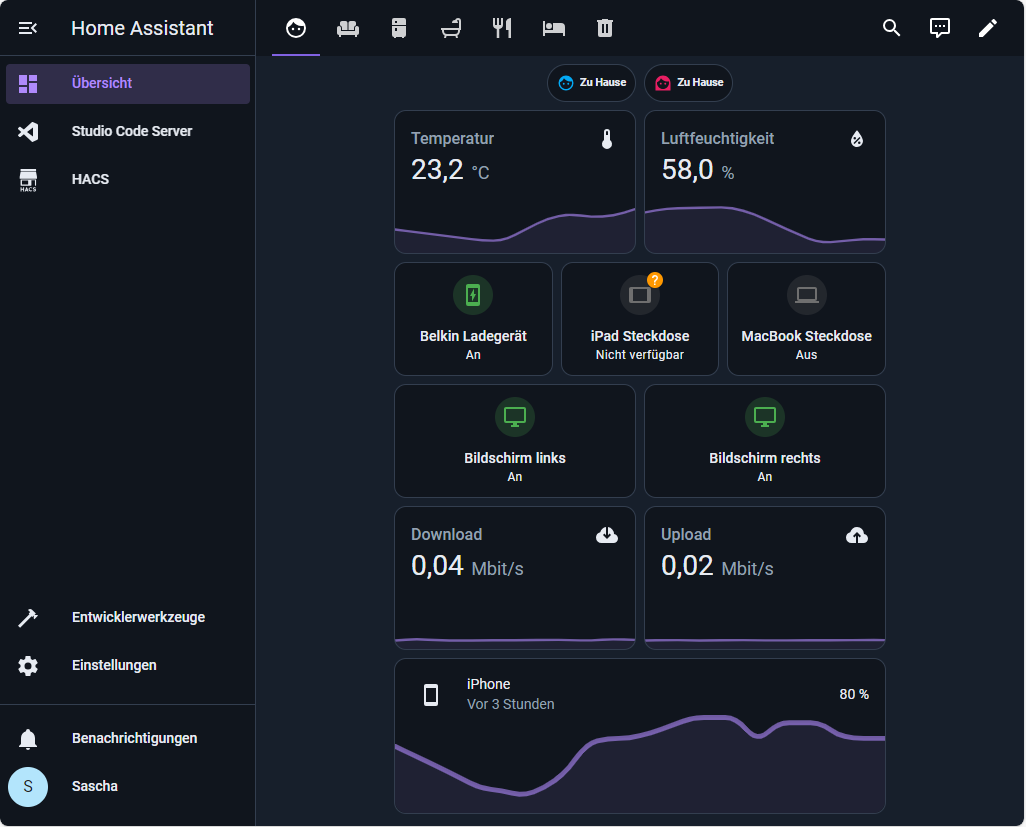 Home Assistant
Übersicht
Studio Code Server
HACS
HACS
Entwicklerwerkzeuge
Einstellungen
Benachrichtigungen
S
Sascha
Zu Hause
Zu Hause
Temperatur
23,2 °C
Luftfeuchtigkeit
58,0 %
Belkin Ladegerät
An
?
iPad Steckdose
Nicht verfügbar
MacBook Steckdose
Aus
Bildschirm links
An
Bildschirm rechts
An
Download
0,04 Mbit/s
Upload
0,02 Mbit/s
iPhone
Vor 3 Stunden
80 %